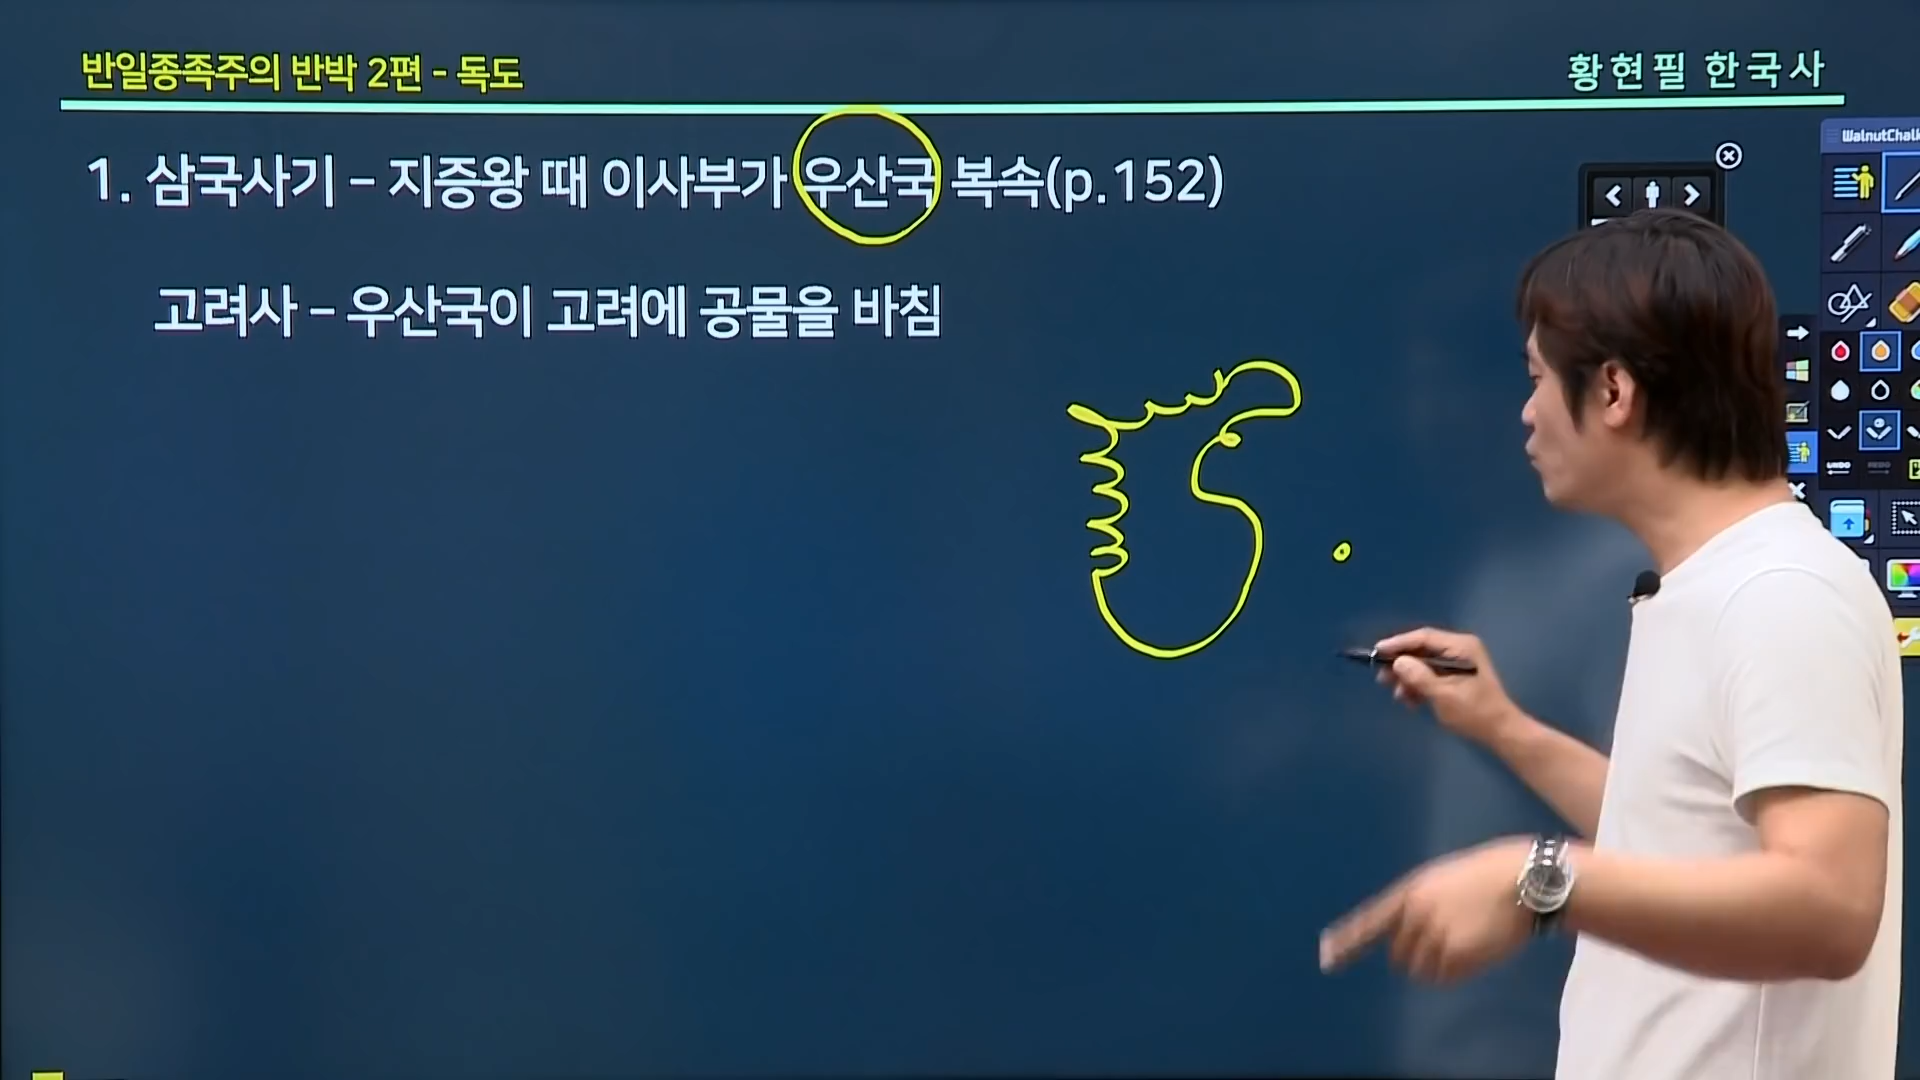 반일종족주의 반박 2편 - 독도
황현필 한국사
WalnutChalk
1. 삼국사기 – 지증왕 때 이사부가 우산국 복속(p.152)
고려사 – 우산국이 고려에 공물을 바침
UNDO
REDO